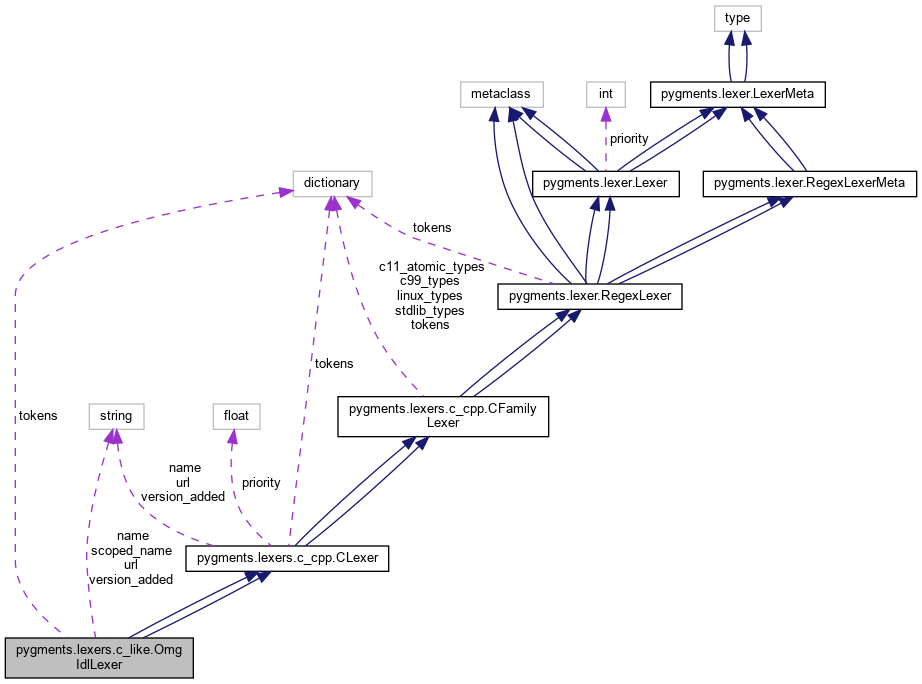 type
metaclass
int
pygments.lexer.LexerMeta
priority
dictionary
pygments.lexer.Lexer
pygments.lexer.RegexLexerMeta
tokens
c11_atomic_types
c99_types
linux_types
stdlib_types
tokens
pygments.lexer.RegexLexer
tokens
tokens
string
float
pygments.lexers.c_cpp.CFamily
Lexer
name
url
version_added
priority
name
scoped_name
url
version_added
pygments.lexers.c_cpp.CLexer
pygments.lexers.c_like.Omg
IdlLexer